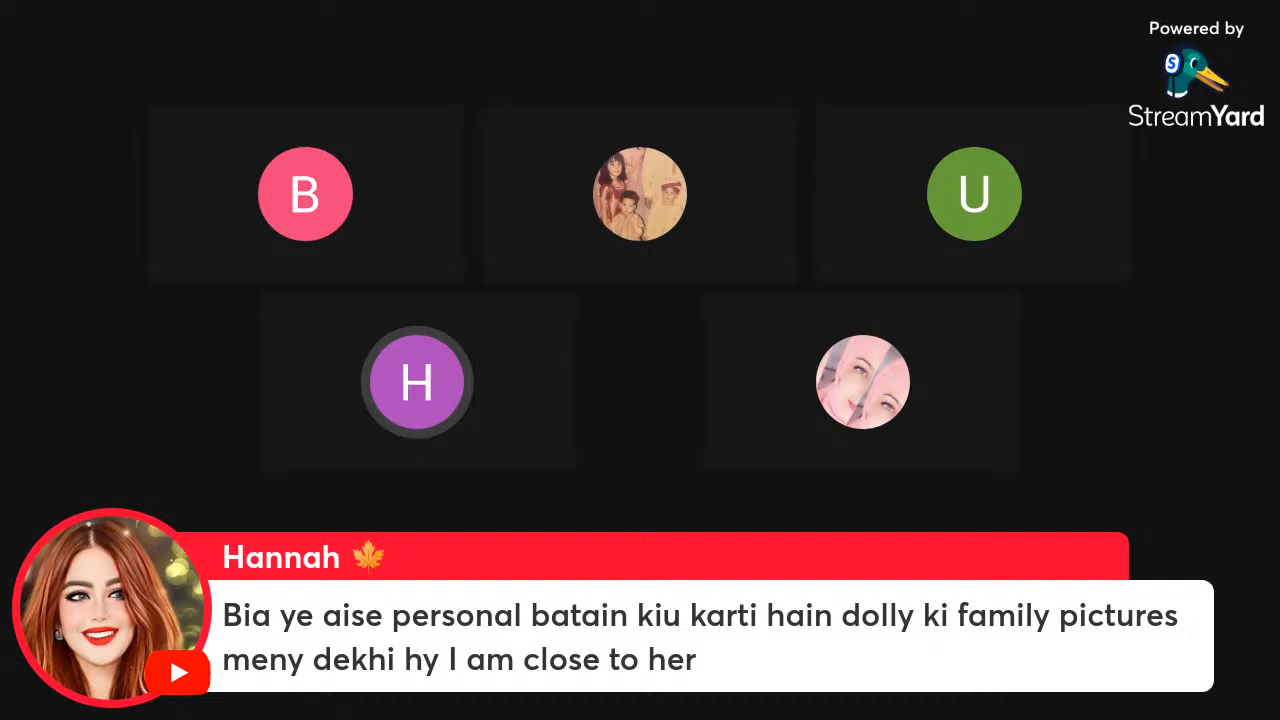 Powered by
S
StreamYard
B
U
H
Hannah 🍁
Bia ye aise personal batain kiu karti hain dolly ki family pictures
meny dekhi hy I am close to her